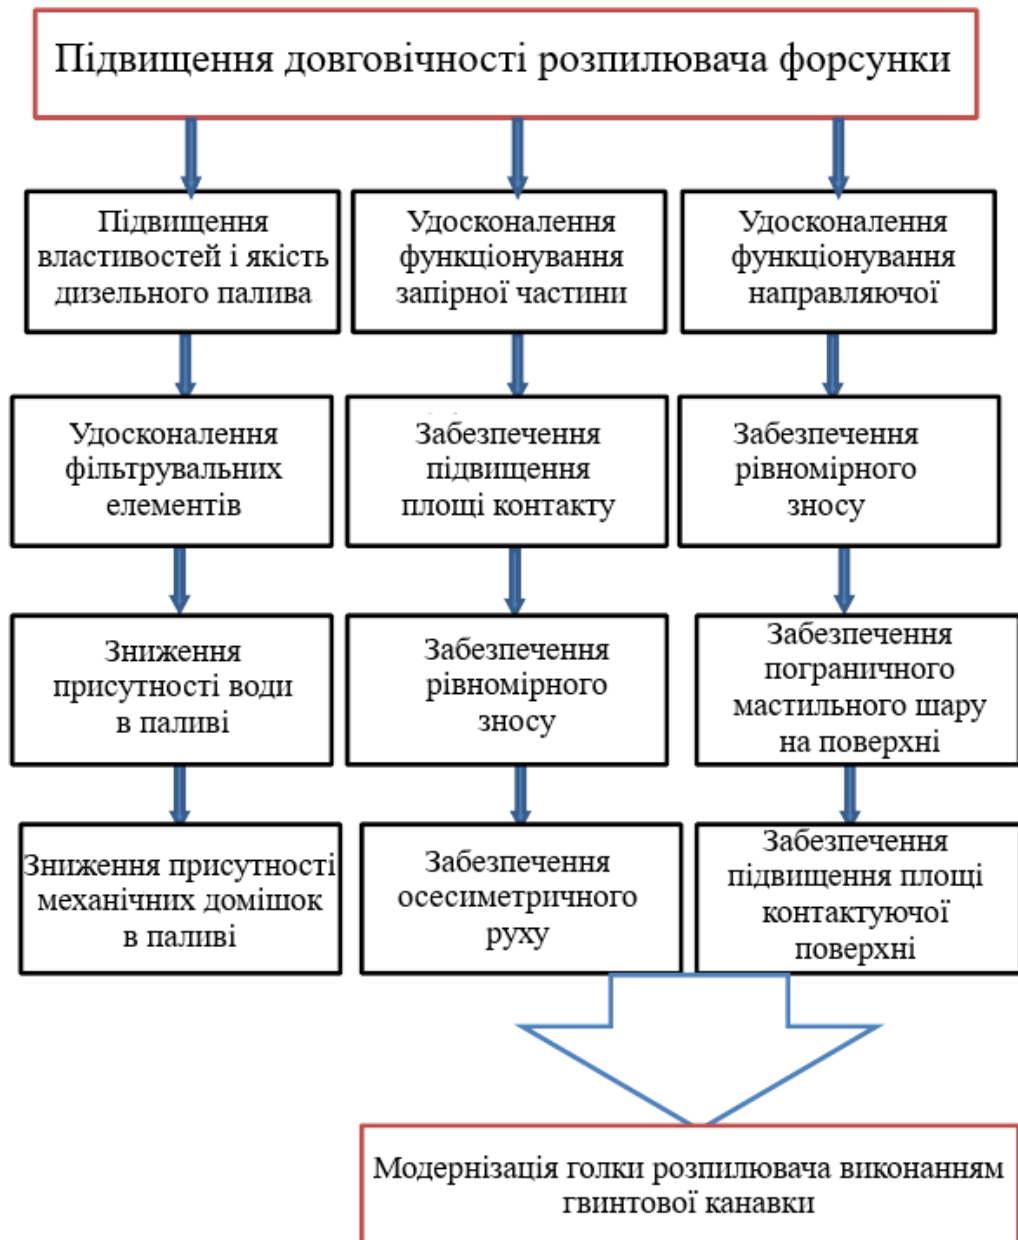 Підвищення довговічності розпилювача форсунки
Підвищення
властивостей і якість
дизельного палива
Удосконалення
функціонування
запірної частини
Удосконалення
функціонування
направляючої
Удосконалення
фільтрувальних
елементів
Забезпечення
підвищення
площі контакту
Забезпечення
рівномірного
зносу
Зниження
присутності води
в паливі
Забезпечення
рівномірного
зносу
Забезпечення
пограничного
мастильного шару
на поверхні
Зниження присутності
механічних домішок
в паливі
Забезпечення
осесиметричного
руху
Забезпечення
підвищення площі
контактуючої
поверхні
Модернізація голки розпилювача виконанням
гвинтової канавки